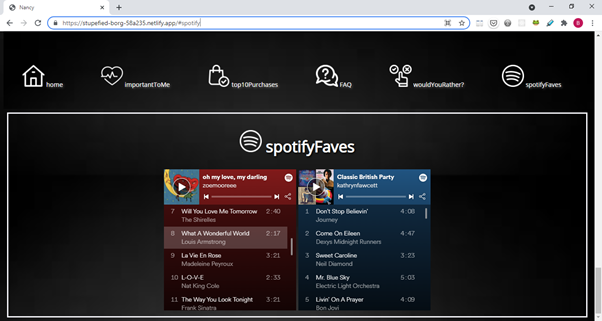 Nancy
https://stupefied-borg-58a235.netlify.app/#spotify
home
importantToMe
top10Purchases
FAQ
wouldYouRather?
spotifyFaves
spotifyFaves
oh my love, my darling
zoemooreee
7 Will You Love Me Tomorrow 2:40
The Shirelles
8 What A Wonderful World 2:17
Louis Armstrong
9 La Vie En Rose 3:21
Madeleine Peyroux
10 L-O-V-E 2:33
Nat King Cole
11 The Way You Look Tonight 3:21
Frank Sinatra
Classic British Party
kathrynfawcett
1 Don't Stop Believin' 4:08
Journey
2 Come On Eileen 4:47
Dexys Midnight Runners
3 Sweet Caroline 3:23
Neil Diamond
4 Mr. Blue Sky 5:03
Electric Light Orchestra
5 Livin' On A Prayer 4:09
Bon Jovi